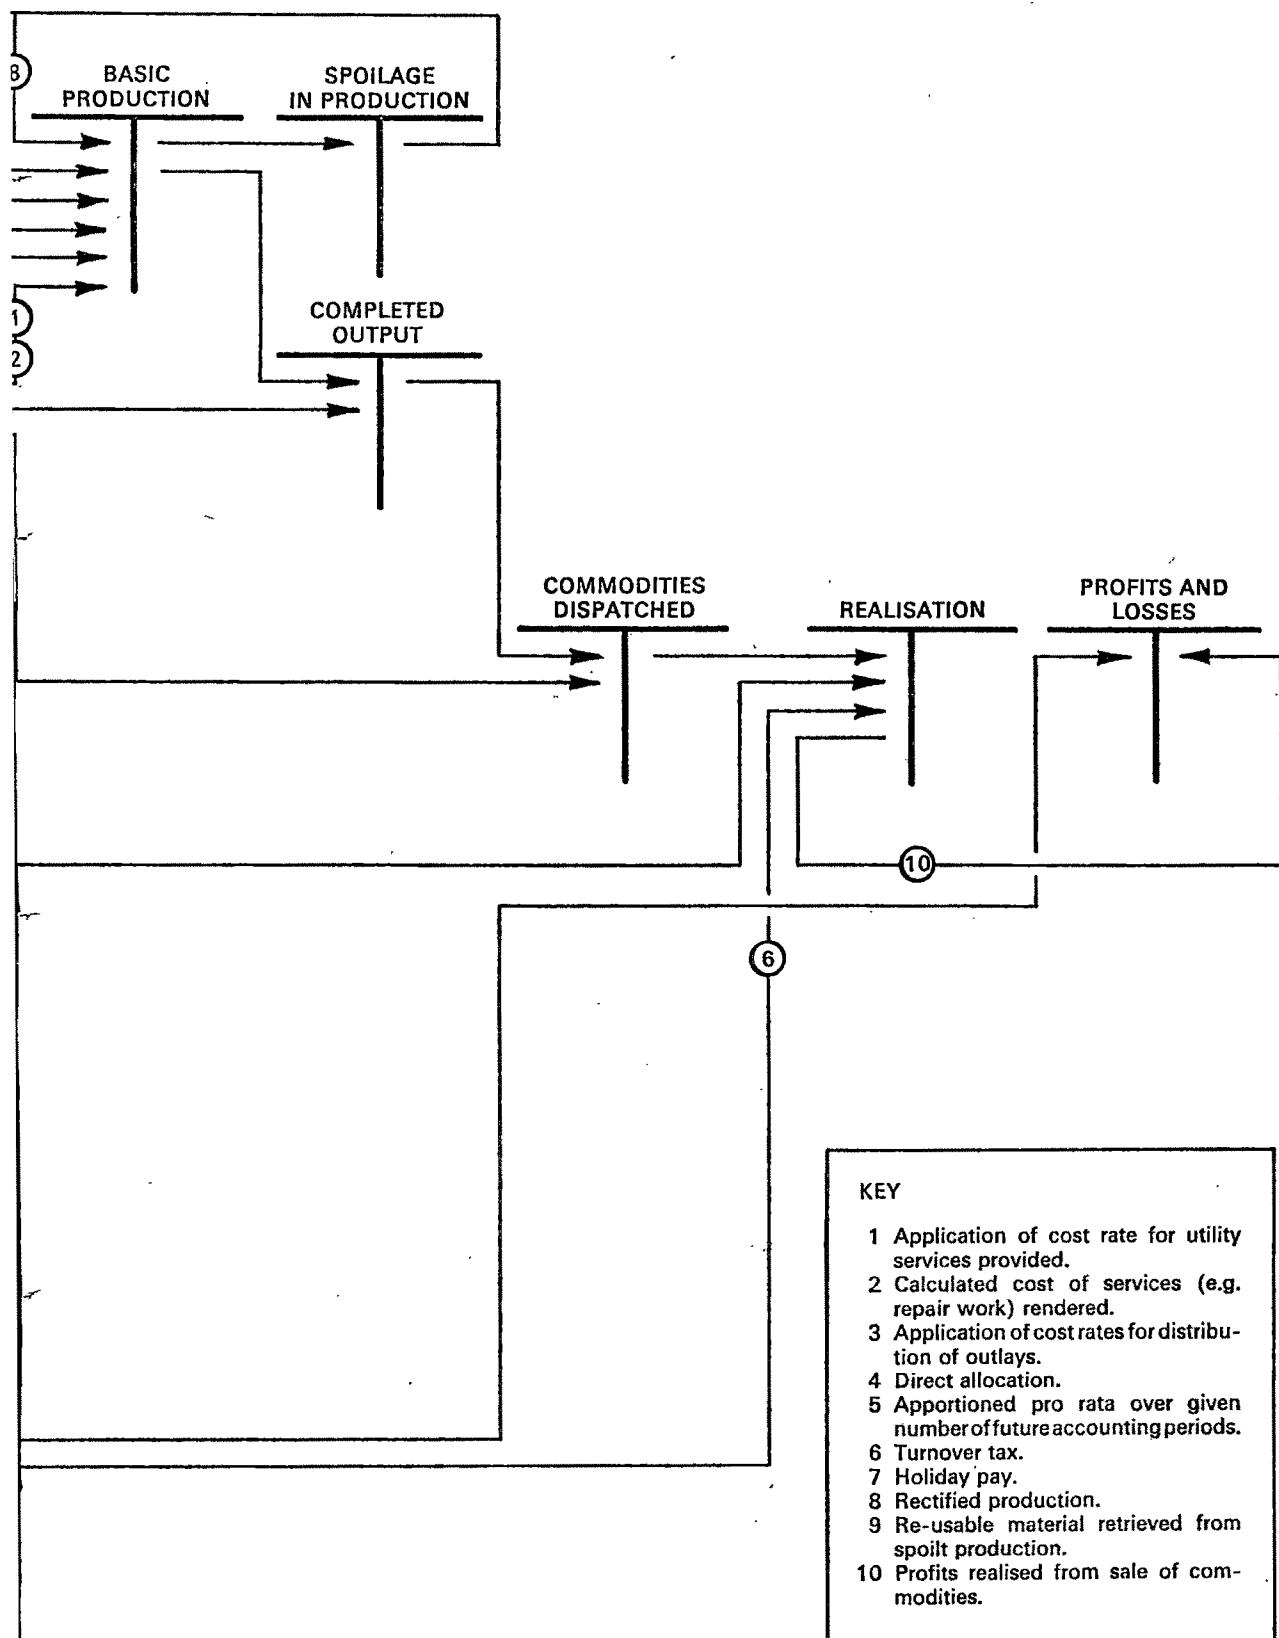 8
BASIC
PRODUCTION
SPOILAGE
IN PRODUCTION
1
2
COMPLETED
OUTPUT
COMMODITIES
DISPATCHED
REALISATION
PROFITS AND
LOSSES
10
6
KEY
1 Application of cost rate for utility
services provided.
2 Calculated cost of services (e.g.
repair work) rendered.
3 Application of cost rates for distribu-
tion of outlays.
4 Direct allocation.
5 Apportioned pro rata over given
number of future accounting periods.
6 Turnover tax.
7 Holiday pay.
8 Rectified production.
9 Re-usable material retrieved from
spoilt production.
10 Profits realised from sale of com-
modities.